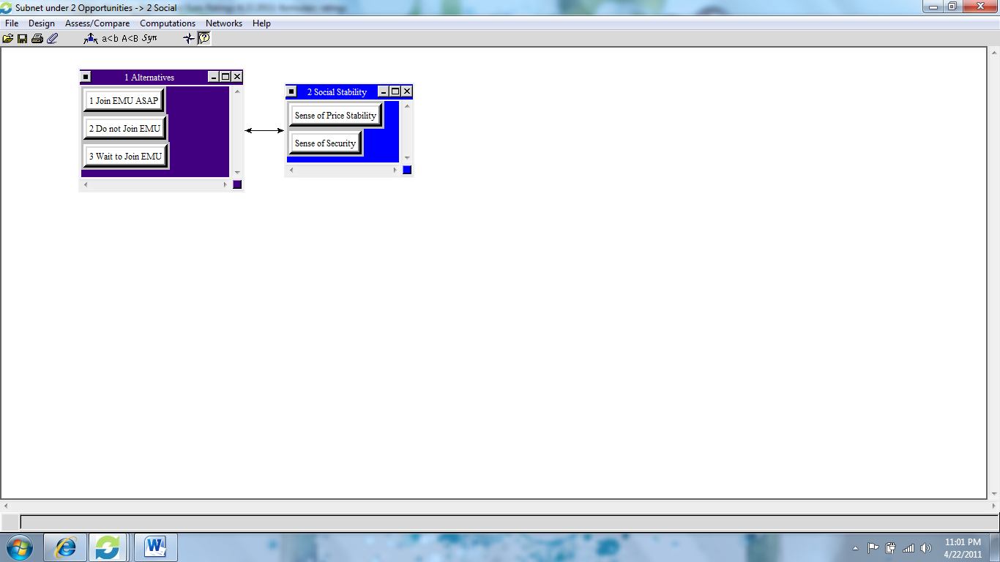 Subnet under 2 Opportunities -> 2 Social
File Design Assess/Compare Computations Networks Help
a<b A<B Syn
1 Alternatives
1 Join EMU ASAP
2 Do not Join EMU
3 Wait to Join EMU
2 Social Stability
Sense of Price Stability
Sense of Security
11:01 PM
4/22/2011